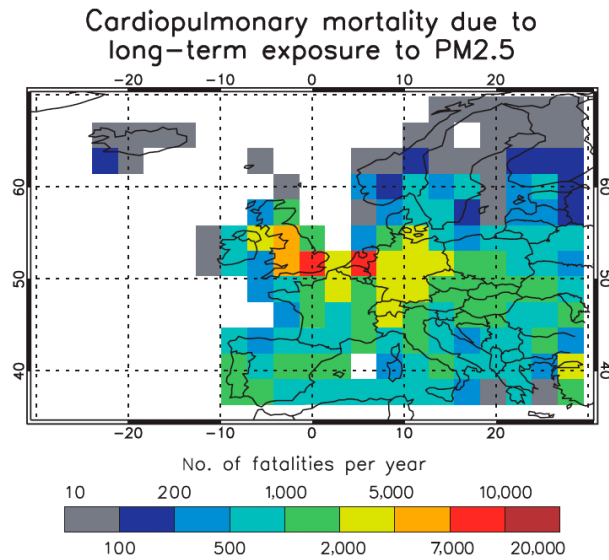 Cardiopulmonary mortality due to
long-term exposure to PM2.5
-20 -10 0 10 20
60 60
50 50
40 40
-20 -10 0 10 20
No. of fatalities per year
10 200 1,000 5,000 10,000
100 500 2,000 7,000 20,000